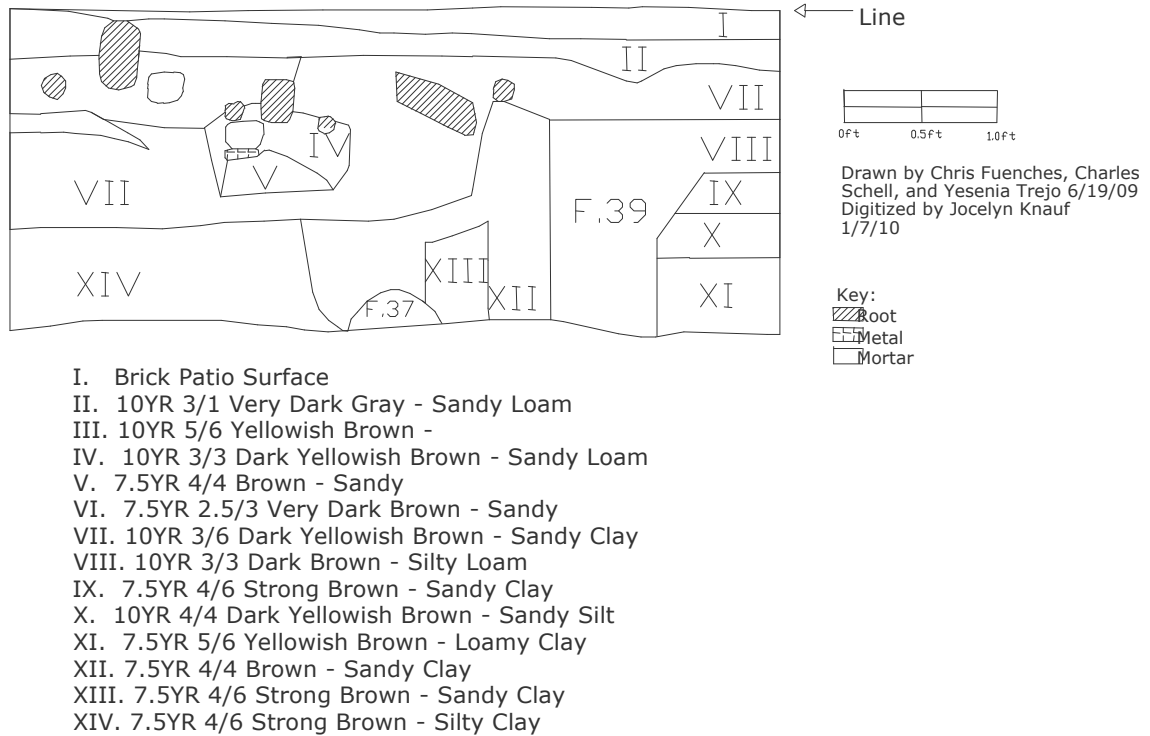 Line
I
II
VII
VIII
IX
X
XI
IV
V
VII
F.39
XIV
XIII
XII
F.37
0ft 0.5ft 1.0ft
Drawn by Chris Fuenches, Charles
Schell, and Yesenia Trejo 6/19/09
Digitized by Jocelyn Knauf
1/7/10
Key:
Root
Metal
Mortar
I. Brick Patio Surface
II. 10YR 3/1 Very Dark Gray - Sandy Loam
III. 10YR 5/6 Yellowish Brown -
IV. 10YR 3/3 Dark Yellowish Brown - Sandy Loam
V. 7.5YR 4/4 Brown - Sandy
VI. 7.5YR 2.5/3 Very Dark Brown - Sandy
VII. 10YR 3/6 Dark Yellowish Brown - Sandy Clay
VIII. 10YR 3/3 Dark Brown - Silty Loam
IX. 7.5YR 4/6 Strong Brown - Sandy Clay
X. 10YR 4/4 Dark Yellowish Brown - Sandy Silt
XI. 7.5YR 5/6 Yellowish Brown - Loamy Clay
XII. 7.5YR 4/4 Brown - Sandy Clay
XIII. 7.5YR 4/6 Strong Brown - Sandy Clay
XIV. 7.5YR 4/6 Strong Brown - Silty Clay